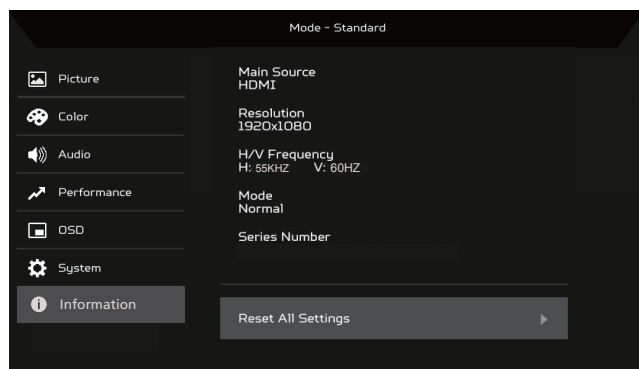 Mode - Standard
Picture
Color
Audio
Performance
OSD
System
Information
Main Source
HDMI
Resolution
1920x1080
H/V Frequency
H: 55KHZ V: 60HZ
Mode
Normal
Series Number
Reset All Settings